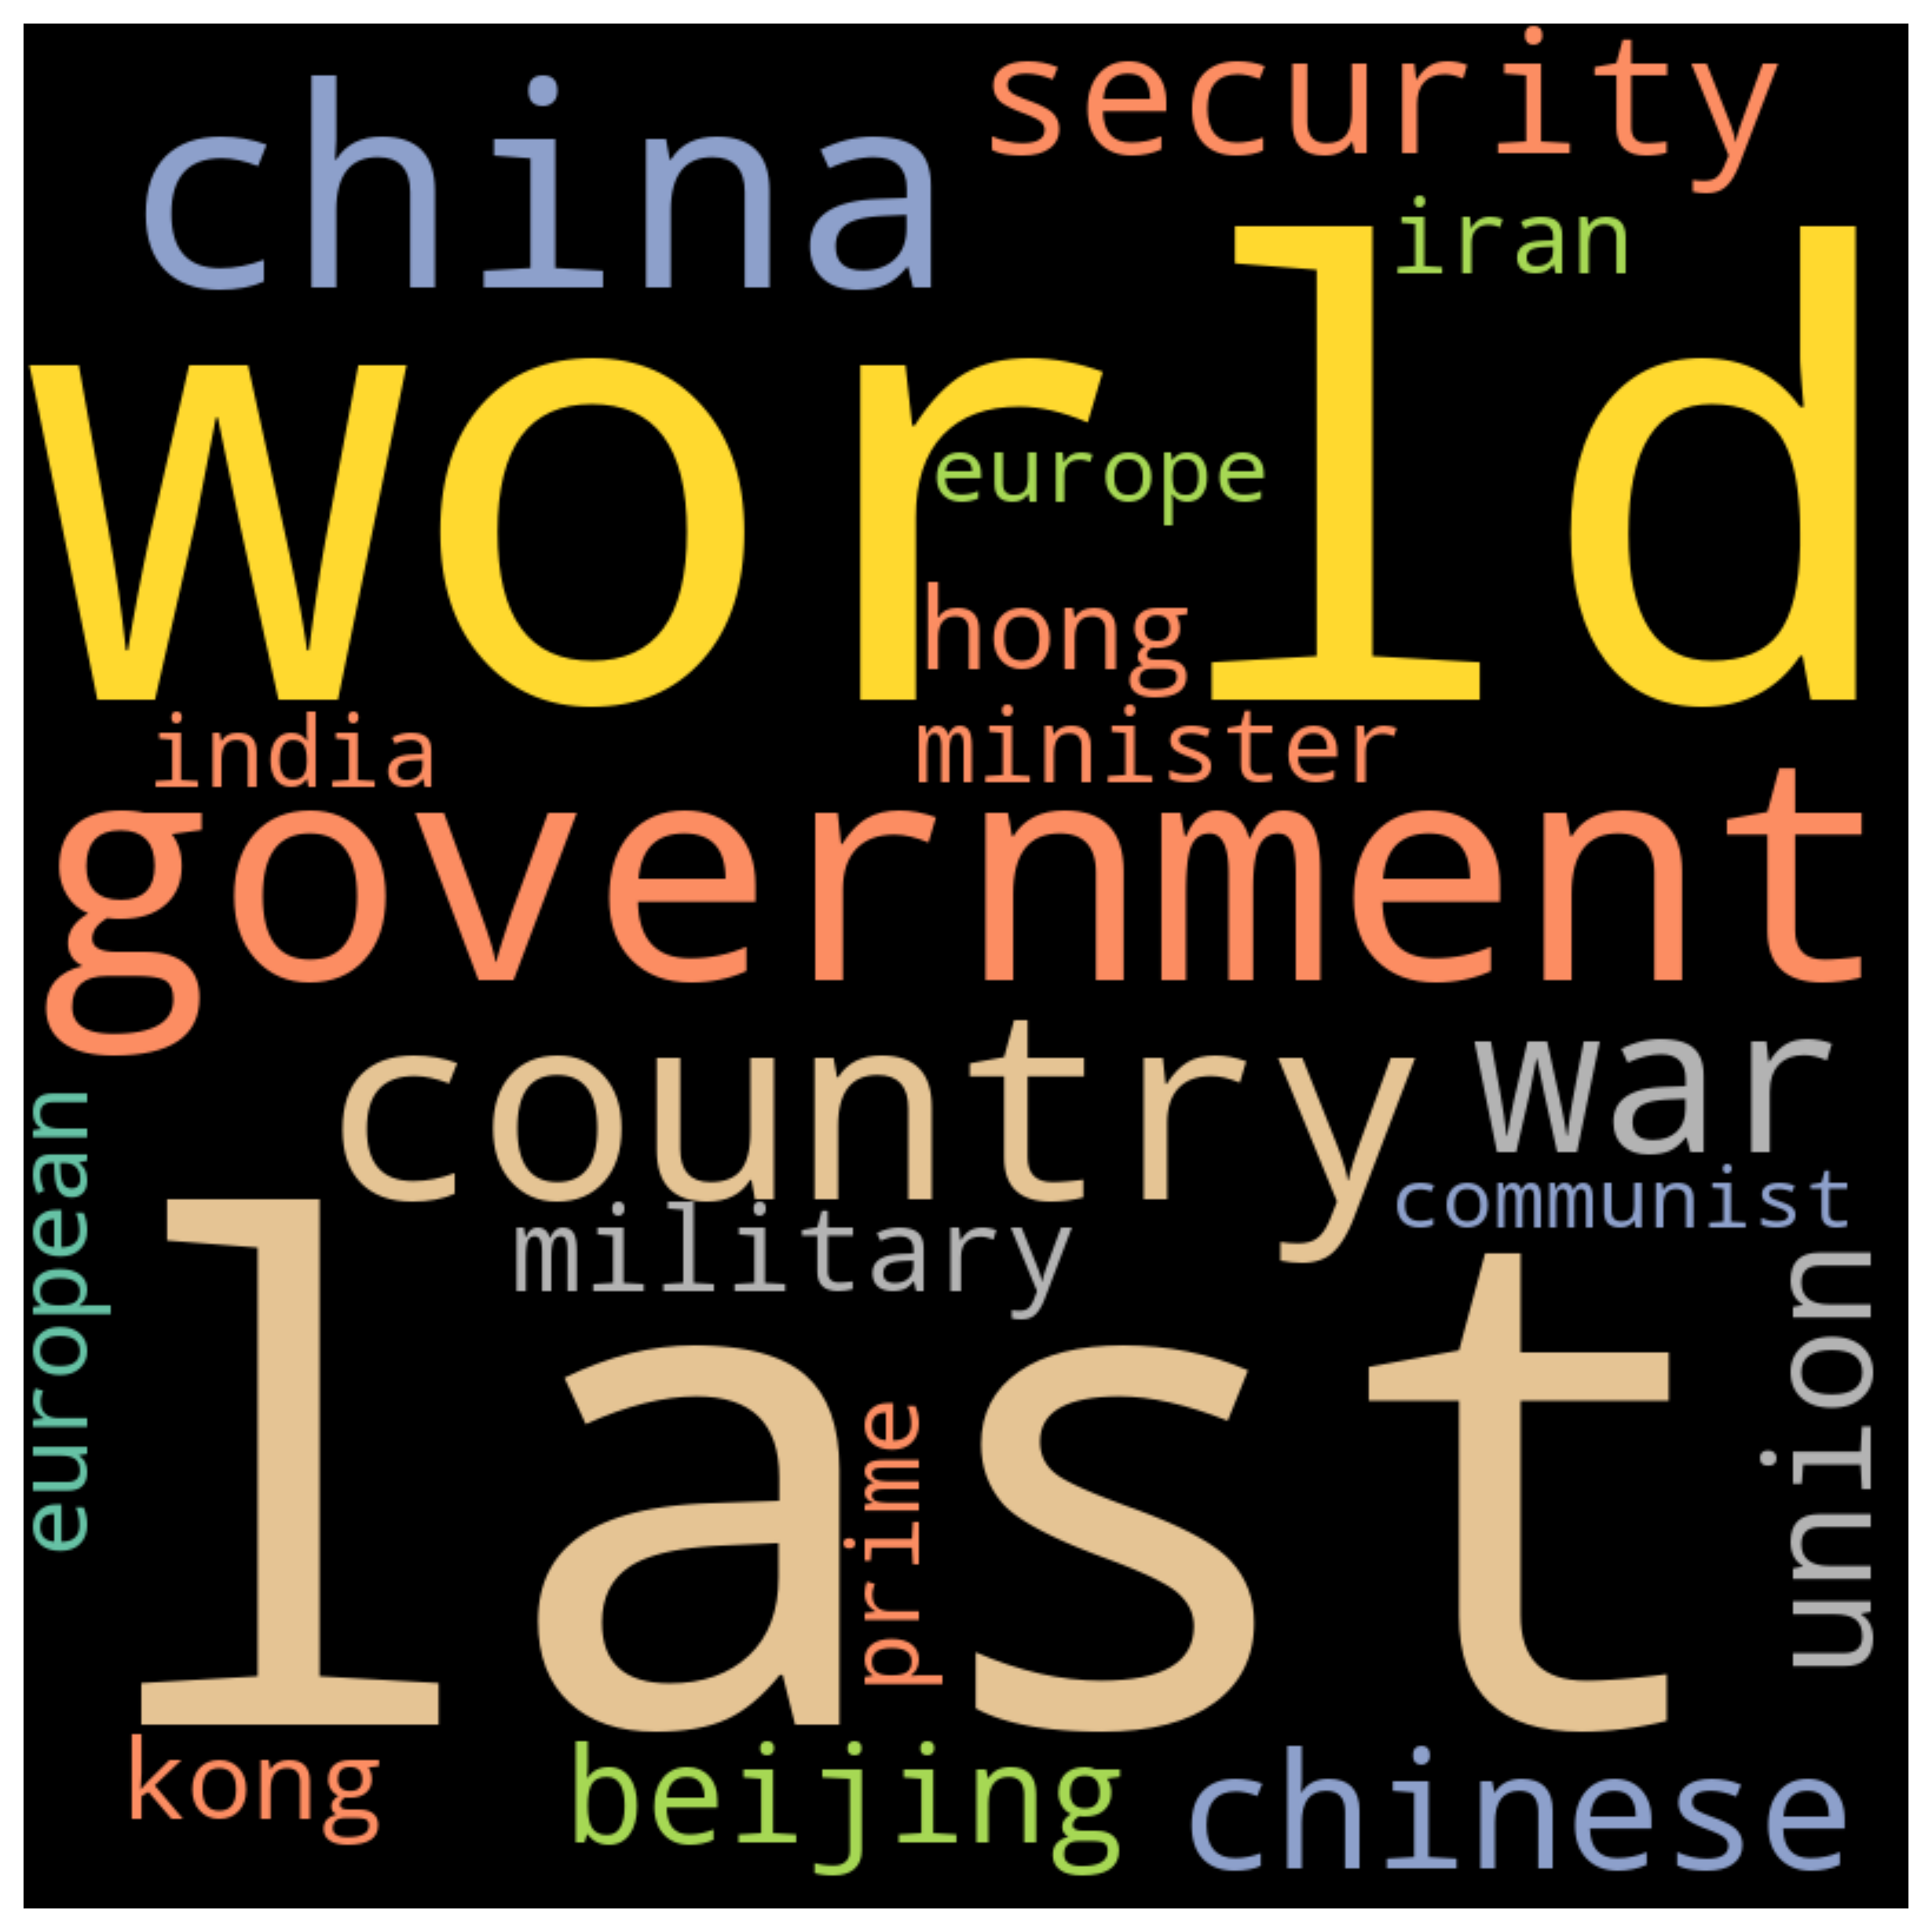 security
china
iran
world
europe
hong
minister
india
government
country
war
european
communist
military
union
last
prime
kong
beijing
chinese